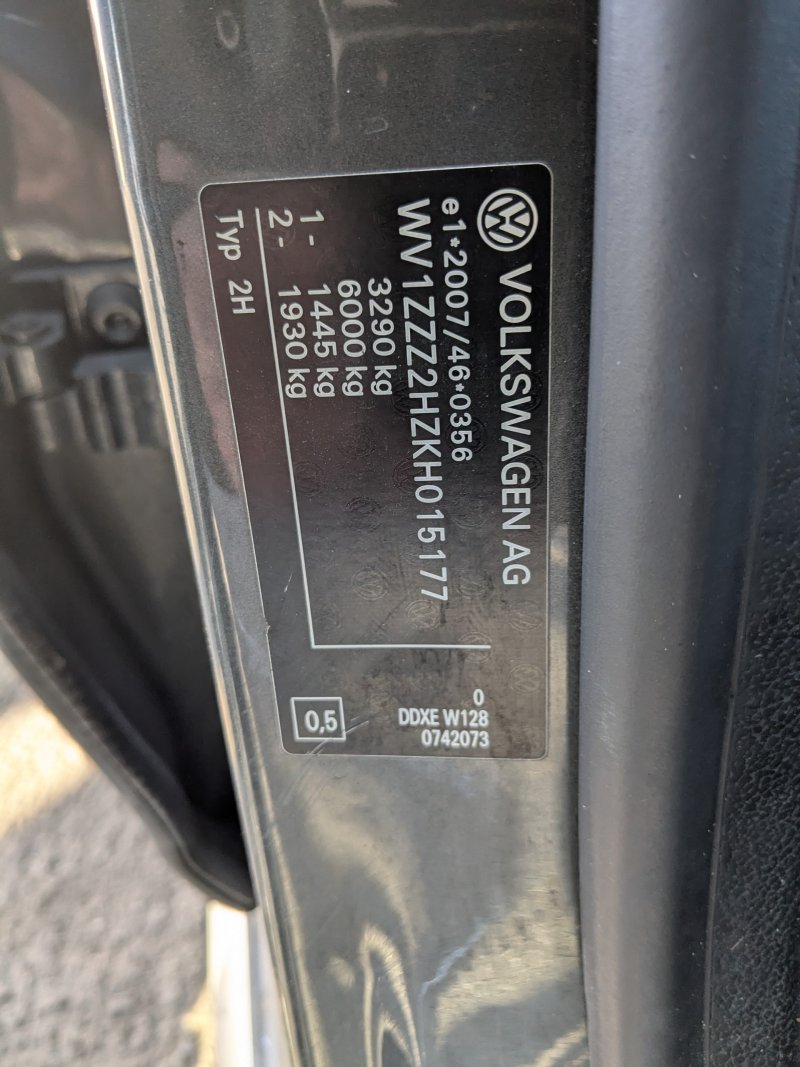 VOLKSWAGEN AG
e1*2007/46*0356
WV1ZZZ2HZKH015177
3290 kg
6000 kg
1- 1445 kg
2- 1930 kg
Typ 2H
0
DDXE W128
0742073
0,5